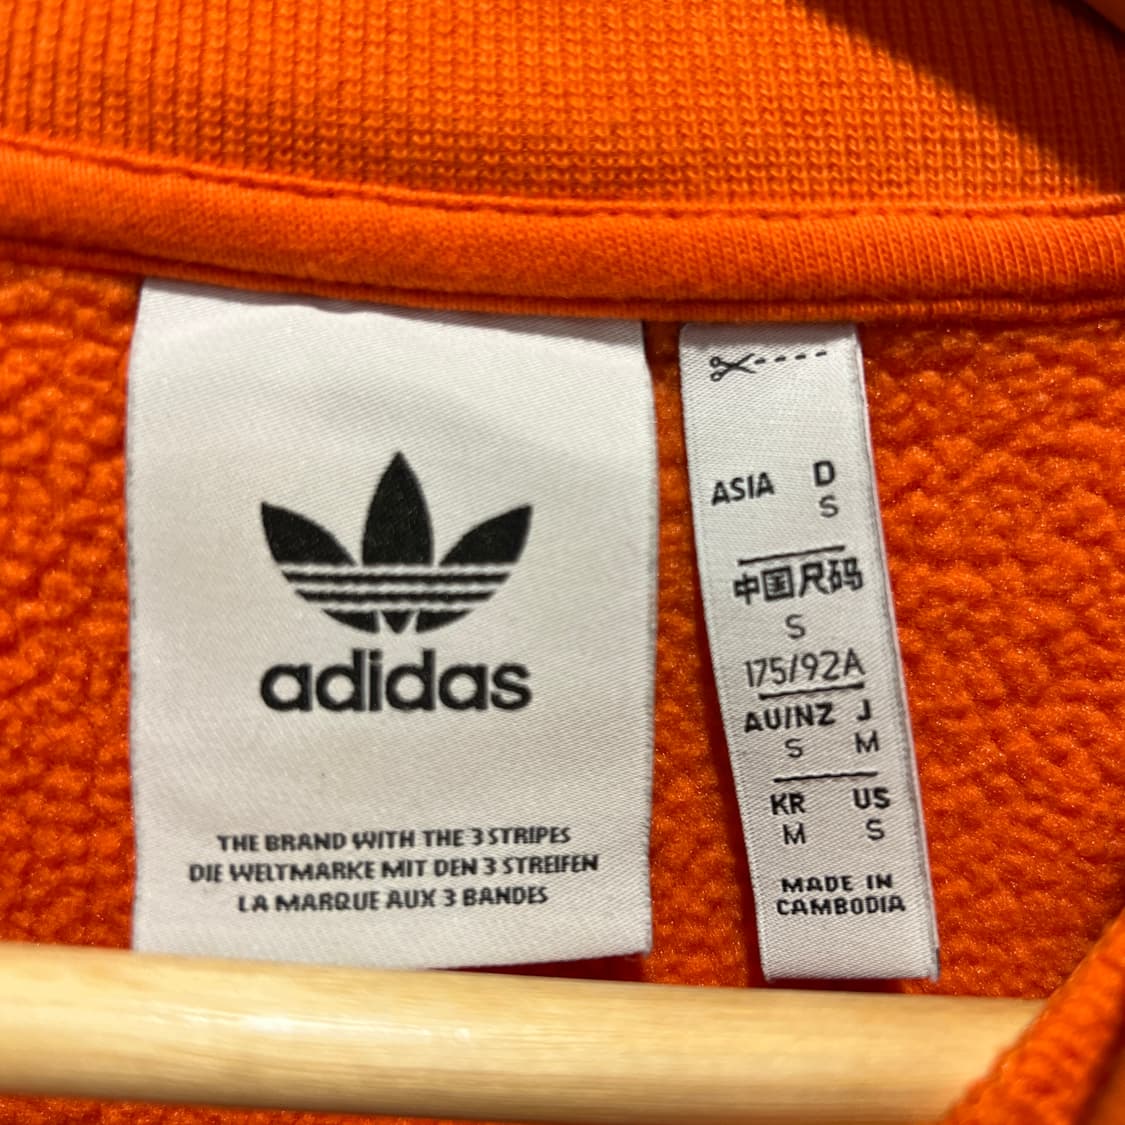 adidas
THE BRAND WITH THE 3 STRIPES
DIE WELTMARKE MIT DEN 3 STREIFEN
LA MARQUE AUX 3 BANDES
ASIA D
S
中国尺码
S
175/92A
AU/NZ J
S M
KR US
M S
MADE IN
CAMBODIA